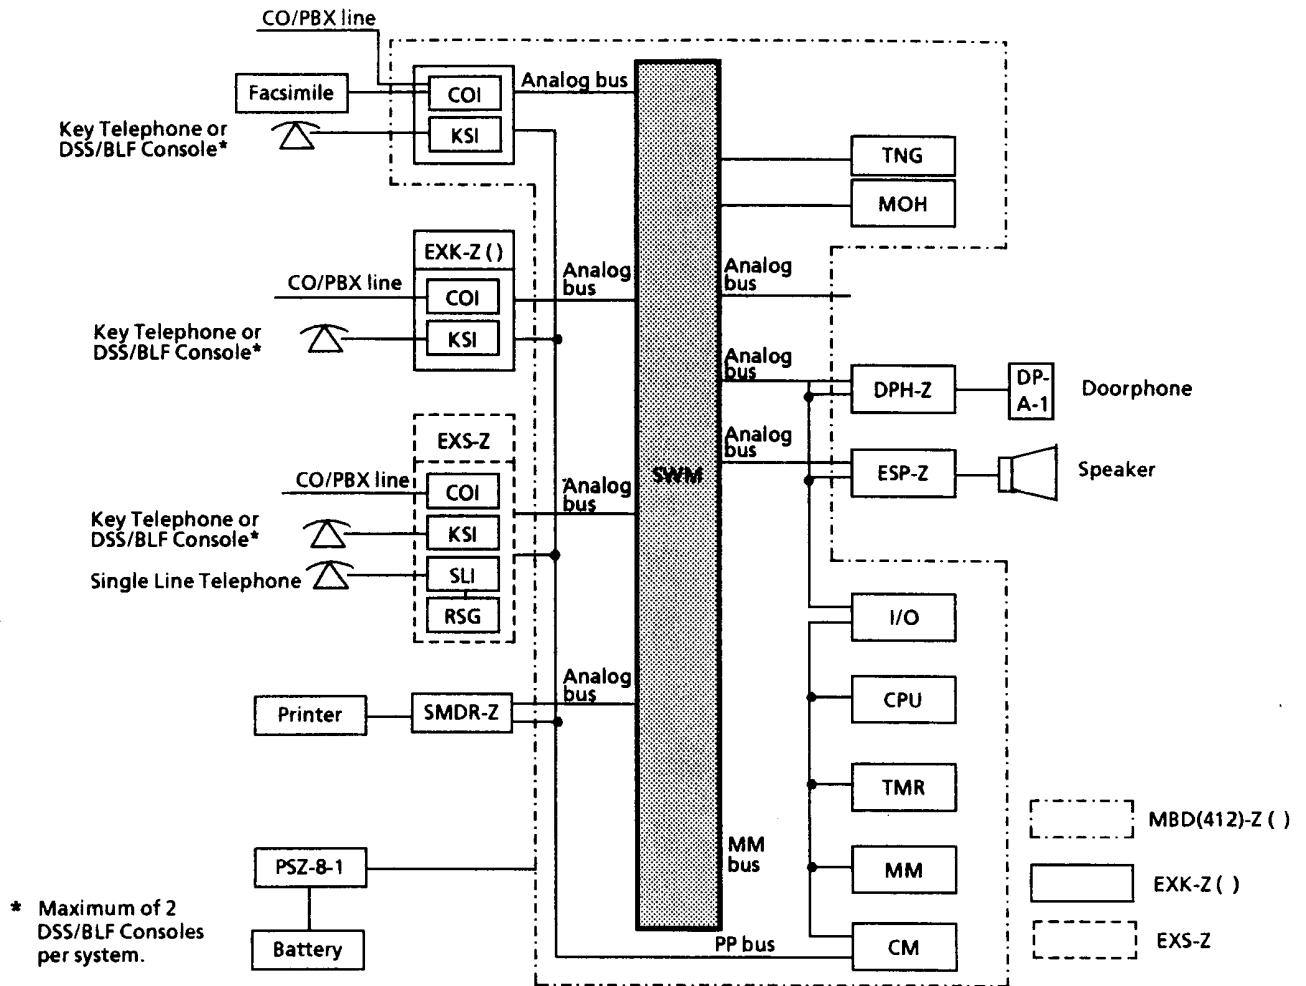 CO/PBX line
Facsimile
COI
Analog bus
Key Telephone or
DSS/BLF Console*
KSI
TNG
MOH
EXK-Z ( )
CO/PBX line
COI
Analog
bus
Analog
bus
Key Telephone or
DSS/BLF Console*
KSI
Analog
bus
DPH-Z
DP-
A-1
Doorphone
EXS-Z
Analog
bus
SWM
ESP-Z
Speaker
CO/PBX line
COI
Analog
bus
Key Telephone or
DSS/BLF Console*
KSI
Single Line Telephone
SLI
RSG
I/O
Analog
bus
Printer
SMDR-Z
CPU
TMR
MBD(412)-Z ( )
MM
bus
PSZ-8-1
MM
EXK-Z ( )
* Maximum of 2
DSS/BLF Consoles
per system.
Battery
PP bus
CM
EXS-Z